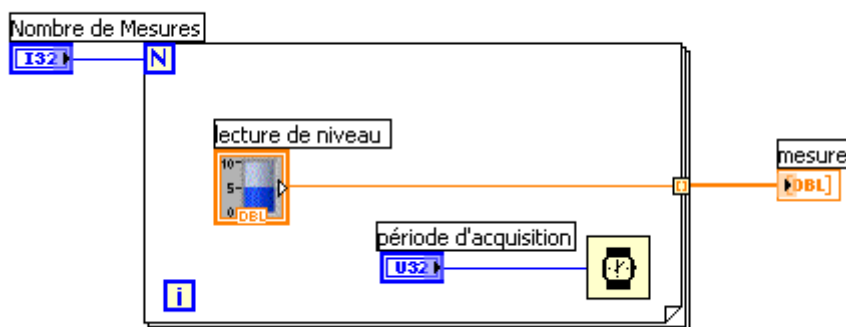 Nombre de Mesures
I32
N
lecture de niveau
10
5
0
DBL
mesure
[DBL]
période d'acquisition
U32
i